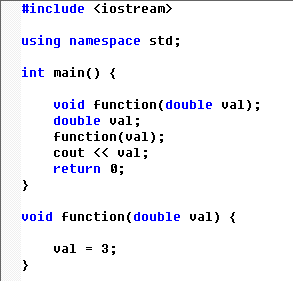 #include <iostream>
using namespace std;
int main() {
void function(double val);
double val;
function(val);
cout << val;
return 0;
}
void function(double val) {
val = 3;
}